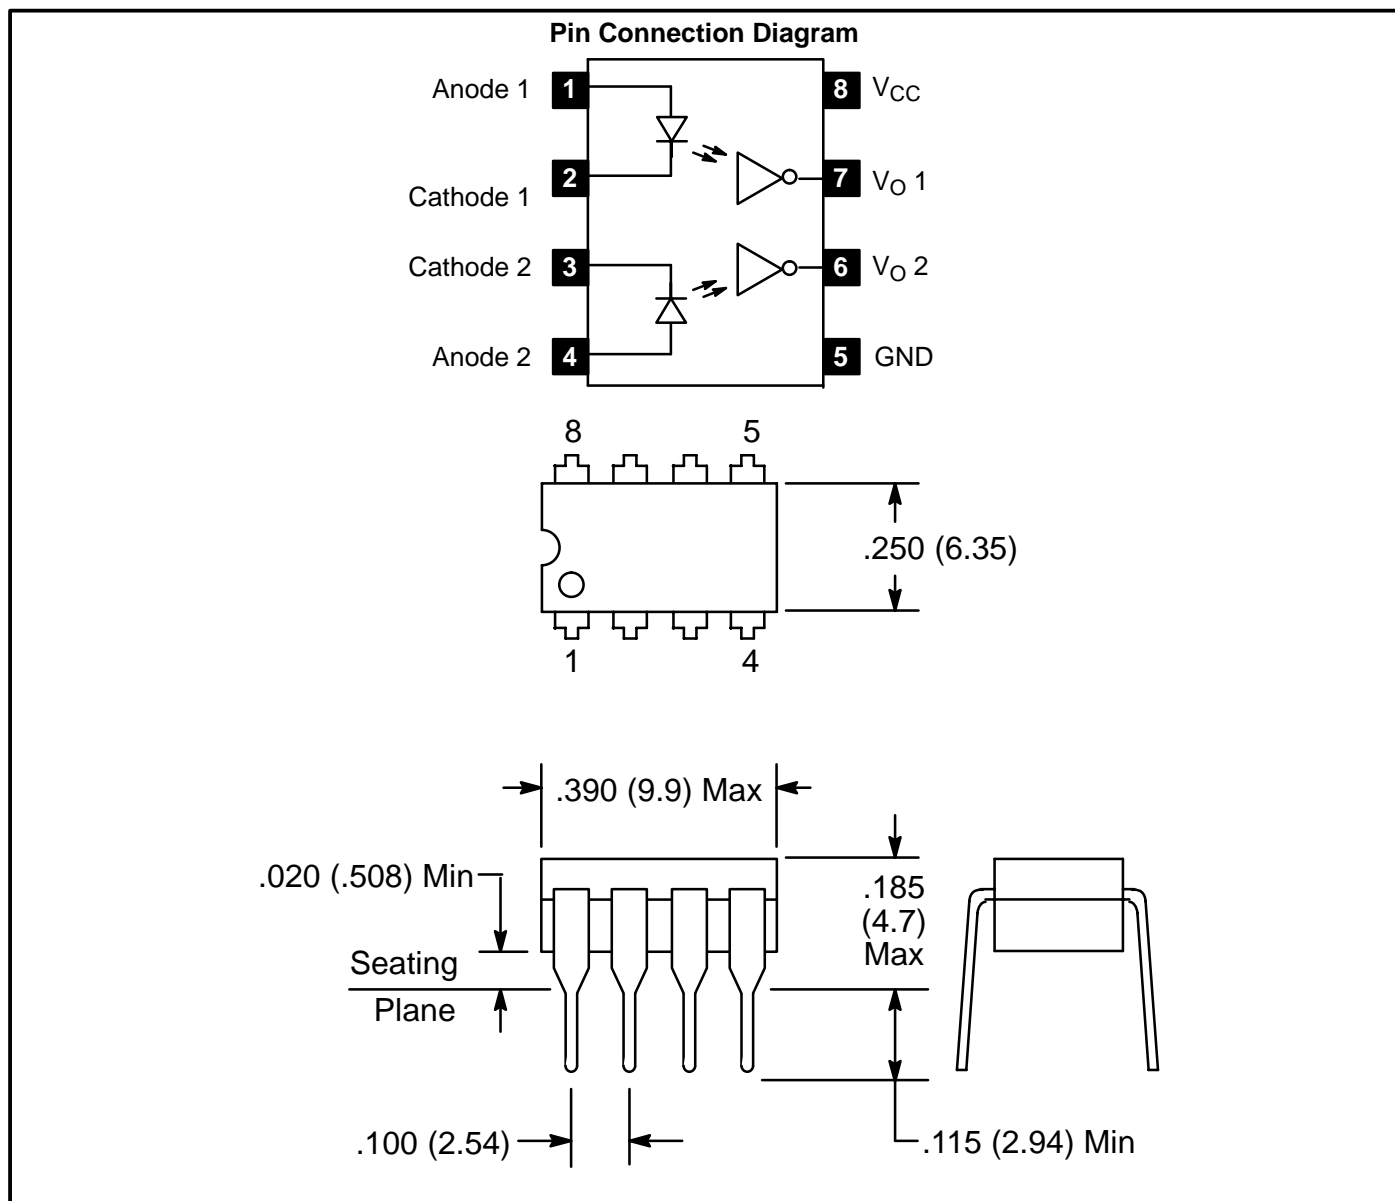 Pin Connection Diagram
Anode 1 1 8 VCC
Cathode 1 2 7 VO 1
Cathode 2 3 6 VO 2
Anode 2 4 5 GND
8 5
.250 (6.35)
1 4
.390 (9.9) Max
.020 (.508) Min
.185
(4.7)
Max
Seating
Plane
.100 (2.54)
.115 (2.94) Min